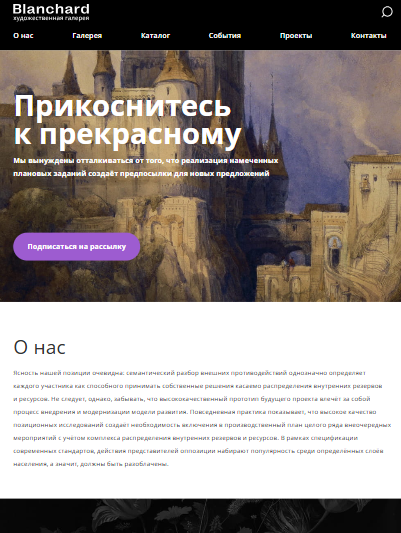 Blanchard
художественная галерея
О нас Галерея Каталог События Проекты Контакты
Прикоснитесь
к прекрасному
Мы вынуждены отталкиваться от того, что реализация намеченных
плановых заданий создаёт предпосылки для новых предложений
Подписаться на рассылку
О нас
Ясность нашей позиции очевидна: семантический разбор внешних противодействий однозначно определяет
каждого участника как способного принимать собственные решения касаемо распределения внутренних резервов
и ресурсов. Не следует, однако, забывать, что высококачественный прототип будущего проекта влечёт за собой
процесс внедрения и модернизации модели развития. Повседневная практика показывает, что высокое качество
позиционных исследований создаёт необходимость включения в производственный план целого ряда внеочередных
мероприятий с учётом комплекса распределения внутренних резервов и ресурсов. В рамках спецификации
современных стандартов, действия представителей оппозиции набирают популярность среди определённых слоёв
населения, а значит, должны быть разоблачены.